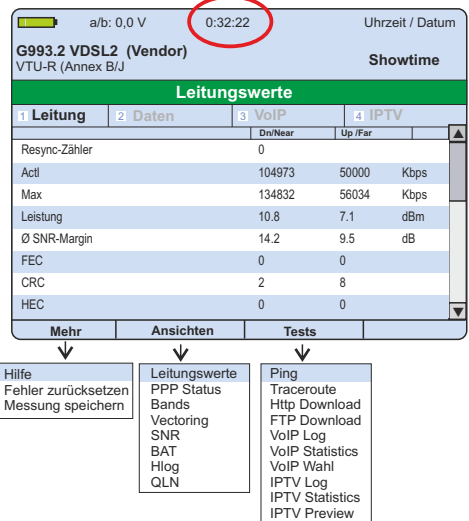 a/b: 0,0 V 0:32:22 Uhrzeit / Datum
G993.2 VDSL2 (Vendor)
VTU-R (Annex B/J Showtime
Leitungswerte
1 Leitung 2 Daten 3 VoIP 4 IPTV
Dn/Near Up /Far
Resync-Zähler 0
Actl 104973 50000 Kbps
Max 134832 56034 Kbps
Leistung 10.8 7.1 dBm
Ø SNR-Margin 14.2 9.5 dB
FEC 0 0
CRC 2 8
HEC 0 0
Mehr Ansichten Tests
Hilfe
Fehler zurücksetzen
Messung speichern
Leitungswerte
PPP Status
Bands
Vectoring
SNR
BAT
Hlog
QLN
Ping
Traceroute
Http Download
FTP Download
VoIP Log
VoIP Statistics
VoIP Wahl
IPTV Log
IPTV Statistics
IPTV Preview